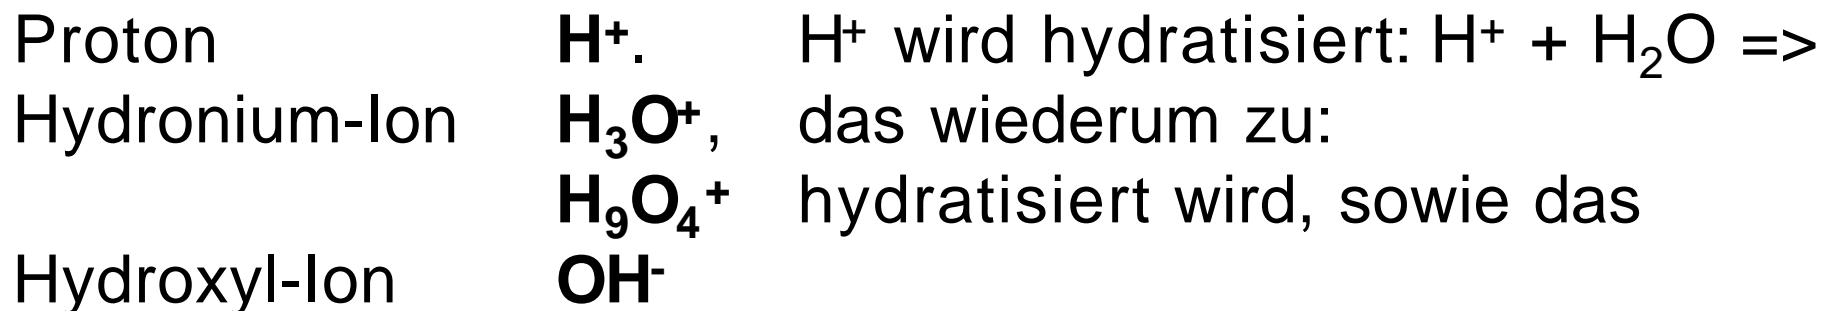 Proton H⁺. H⁺ wird hydratisiert: H⁺ + H₂O =>
Hydronium-Ion H₃O⁺, das wiederum zu:
H₉O₄⁺ hydratisiert wird, sowie das
Hydroxyl-Ion OH⁻